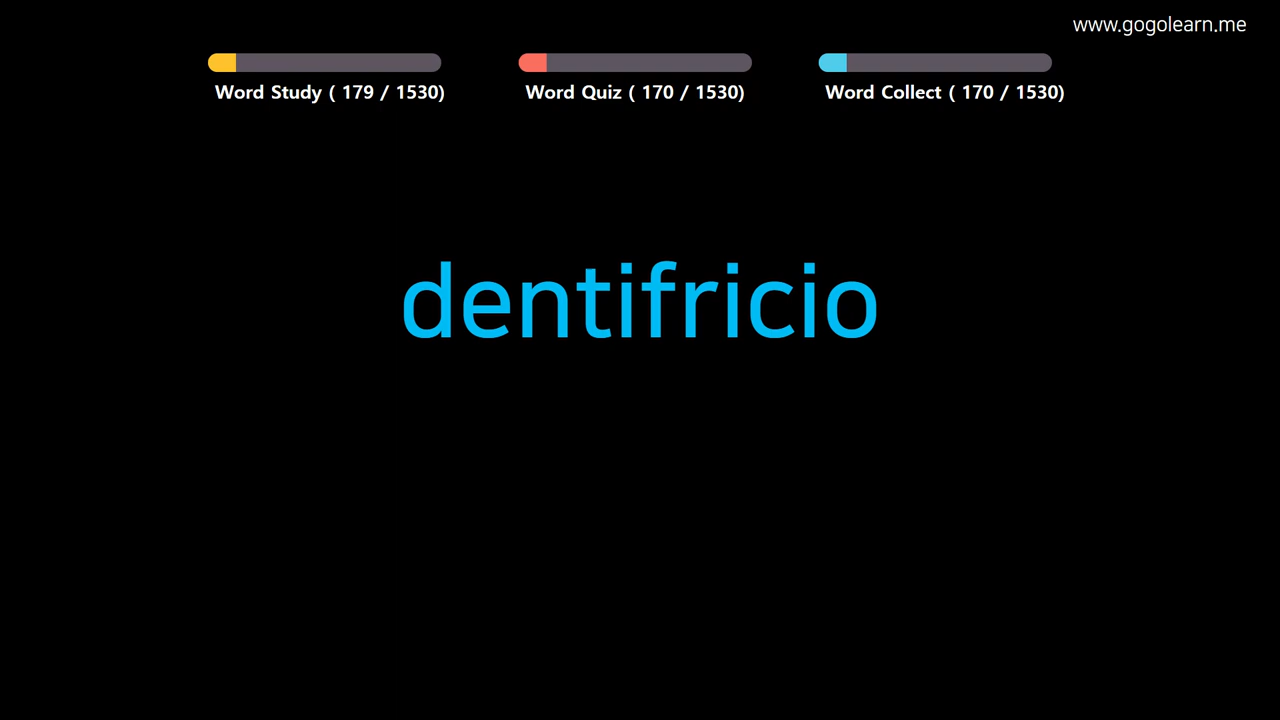 www.gogolearn.me
Word Study ( 179 / 1530)
Word Quiz ( 170 / 1530)
Word Collect ( 170 / 1530)
dentifricio